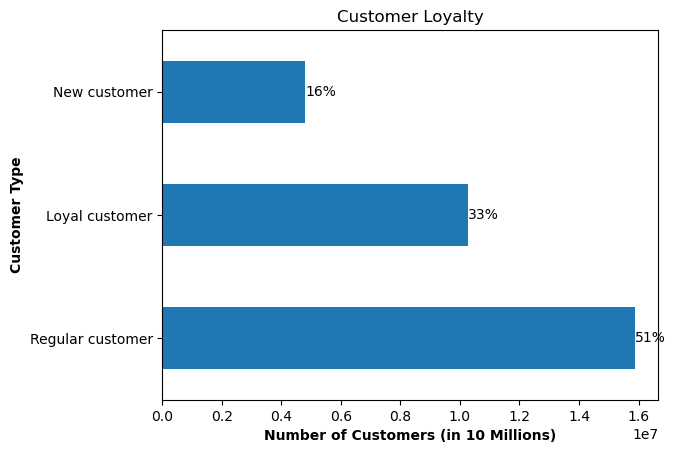 Customer Loyalty
Customer Type
New customer
16%
Loyal customer
33%
Regular customer
51%
0.0 0.2 0.4 0.6 0.8 1.0 1.2 1.4 1.6
1e7
Number of Customers (in 10 Millions)